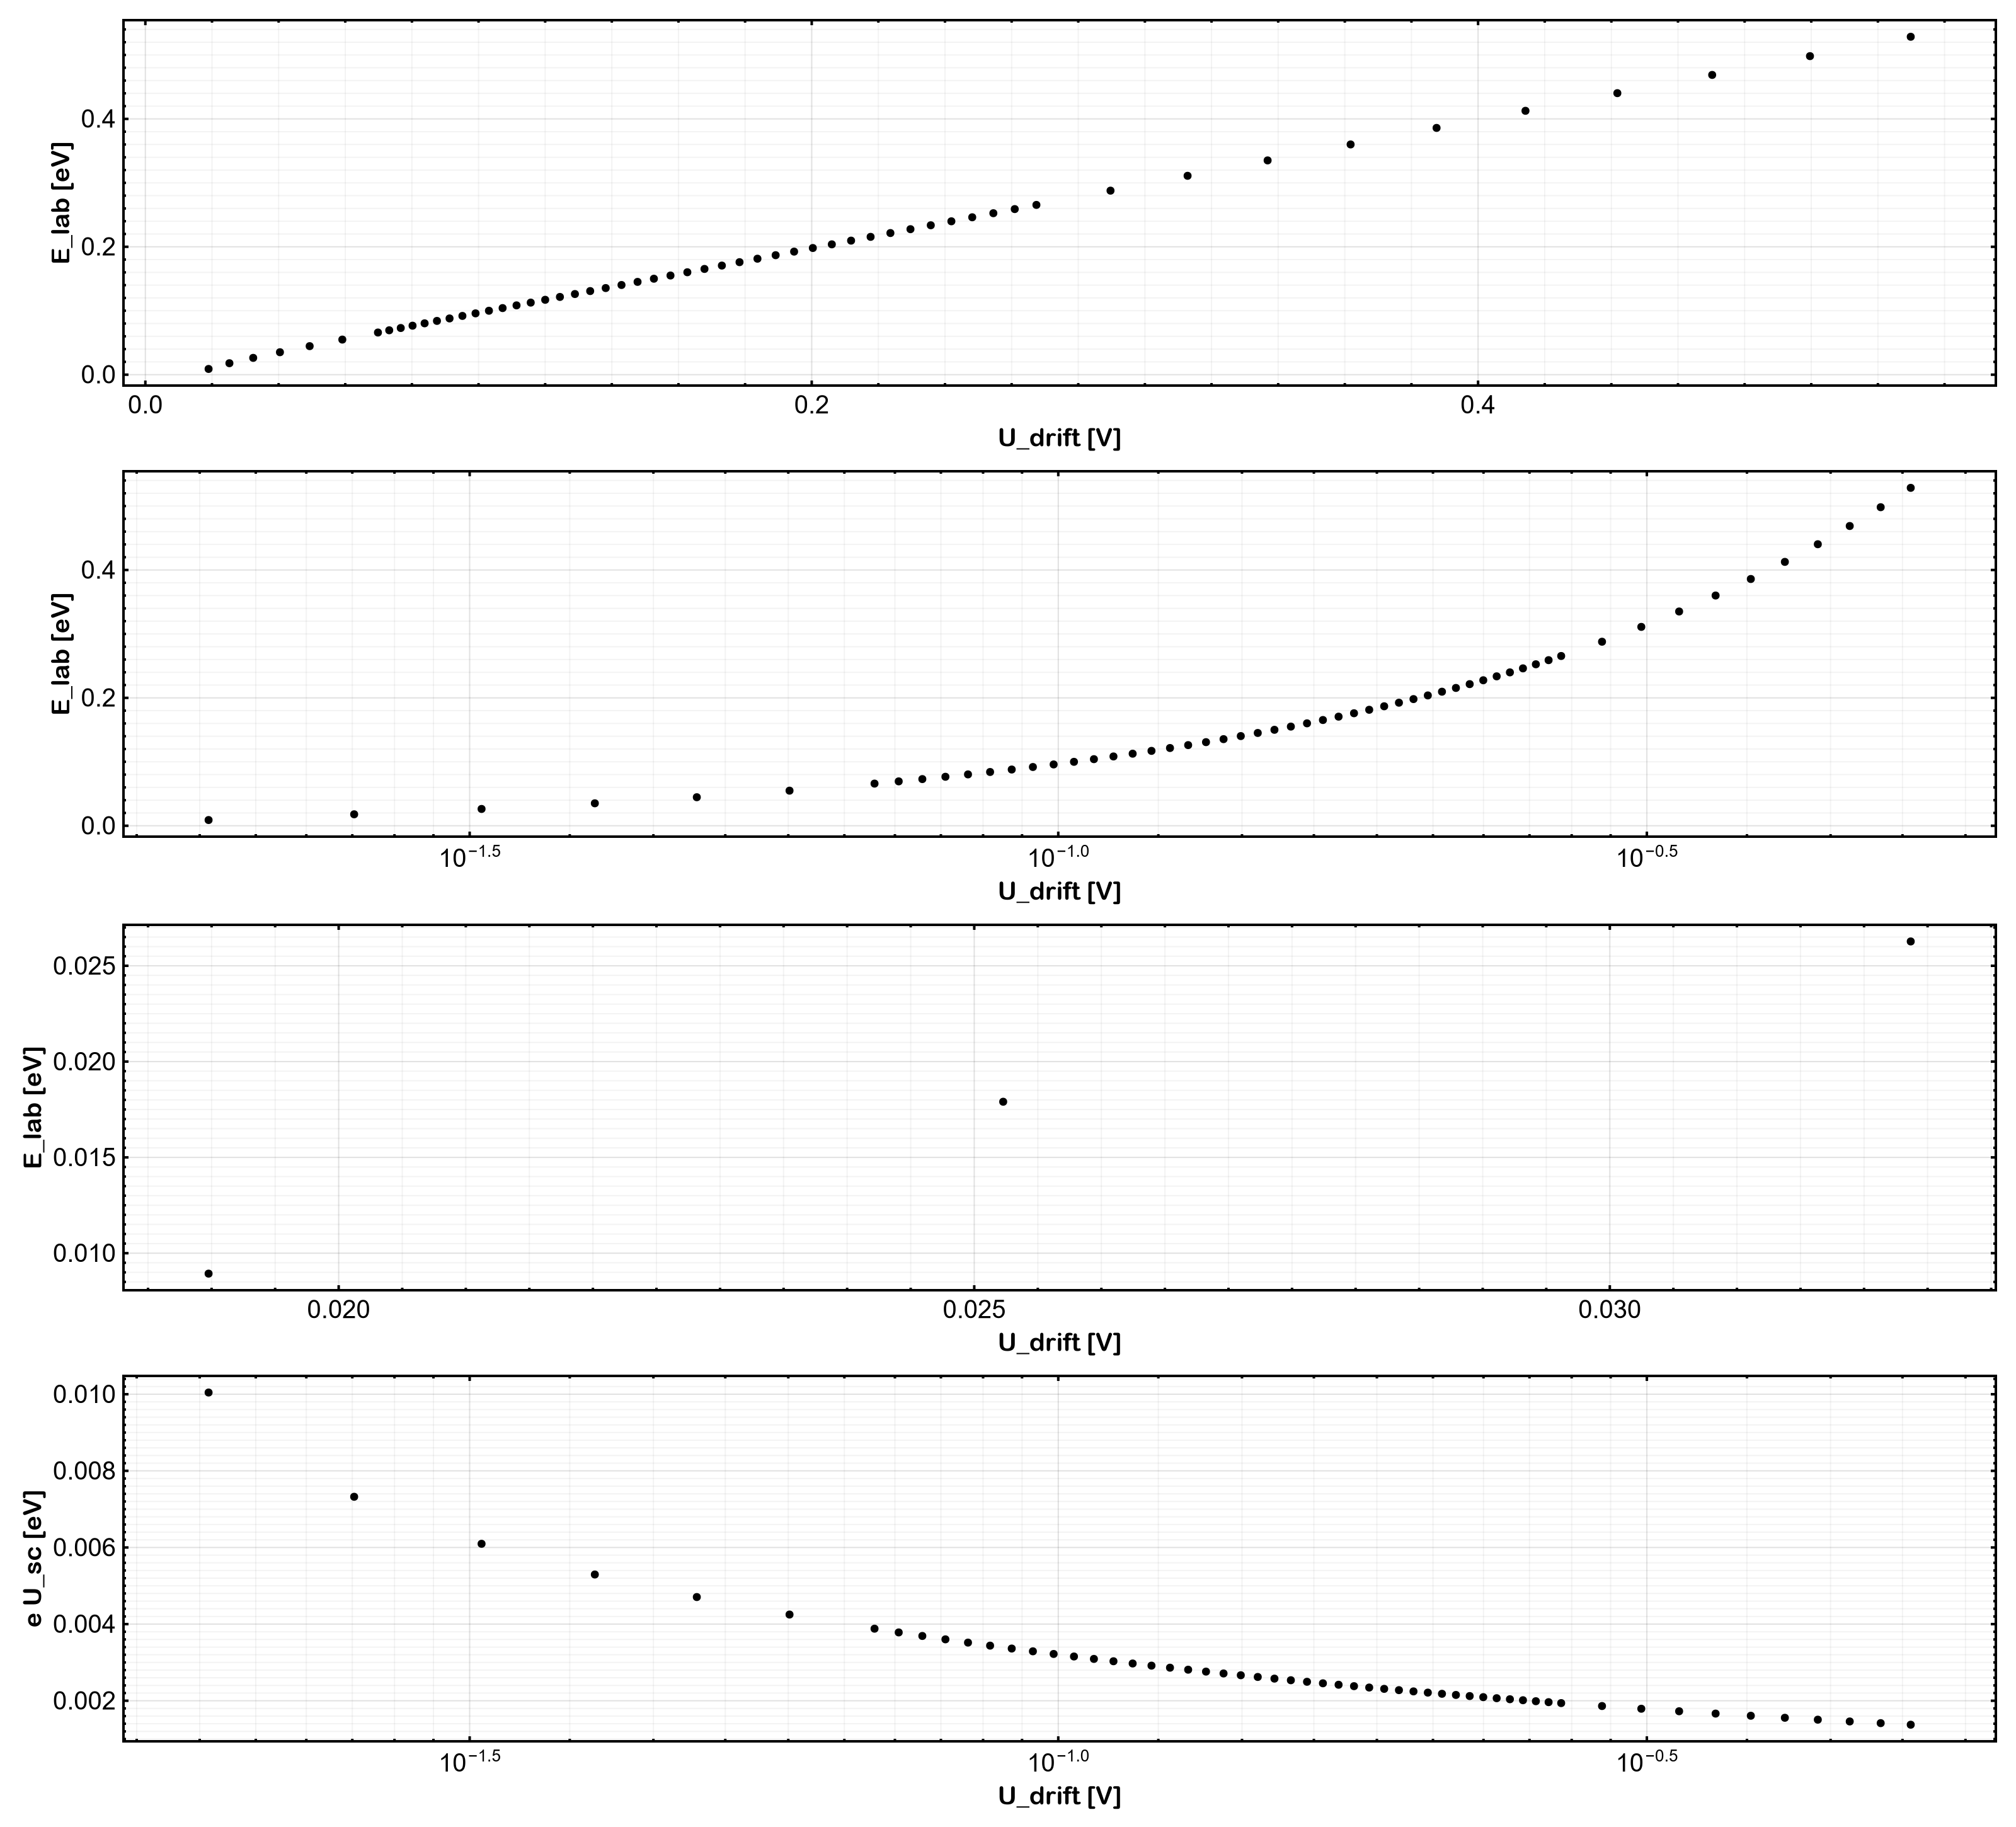 E_lab [eV]
0.4
0.2
0.0
0.0 0.2 0.4
U_drift [V]
E_lab [eV]
0.4
0.2
0.0
10⁻¹·⁵ 10⁻¹·⁰ 10⁻⁰·⁵
U_drift [V]
E_lab [eV]
0.025
0.020
0.015
0.010
0.020 0.025 0.030
U_drift [V]
e U_sc [eV]
0.010
0.008
0.006
0.004
0.002
10⁻¹·⁵ 10⁻¹·⁰ 10⁻⁰·⁵
U_drift [V]